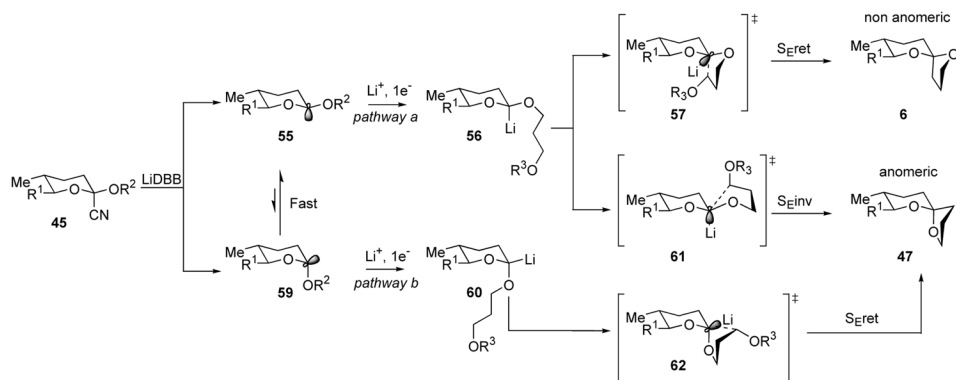 Me
R¹
O
OR²
CN
45
LiDBB
Me
R¹
O
OR²
55
Li⁺, 1e⁻
pathway a
Me
R¹
O
O
Li
R³O
56
Fast
Me
R¹
O
OR²
59
Li⁺, 1e⁻
pathway b
Me
R¹
O
Li
O
OR³
60
‡
Me
R¹
O
O
Li
R₃O
57
SEret
non anomeric
Me
R¹
O
O
6
‡
OR₃
Me
R¹
O
O
Li
61
SEinv
anomeric
Me
R¹
O
O
47
‡
Me
R¹
O
Li
O
OR³
62
SEret